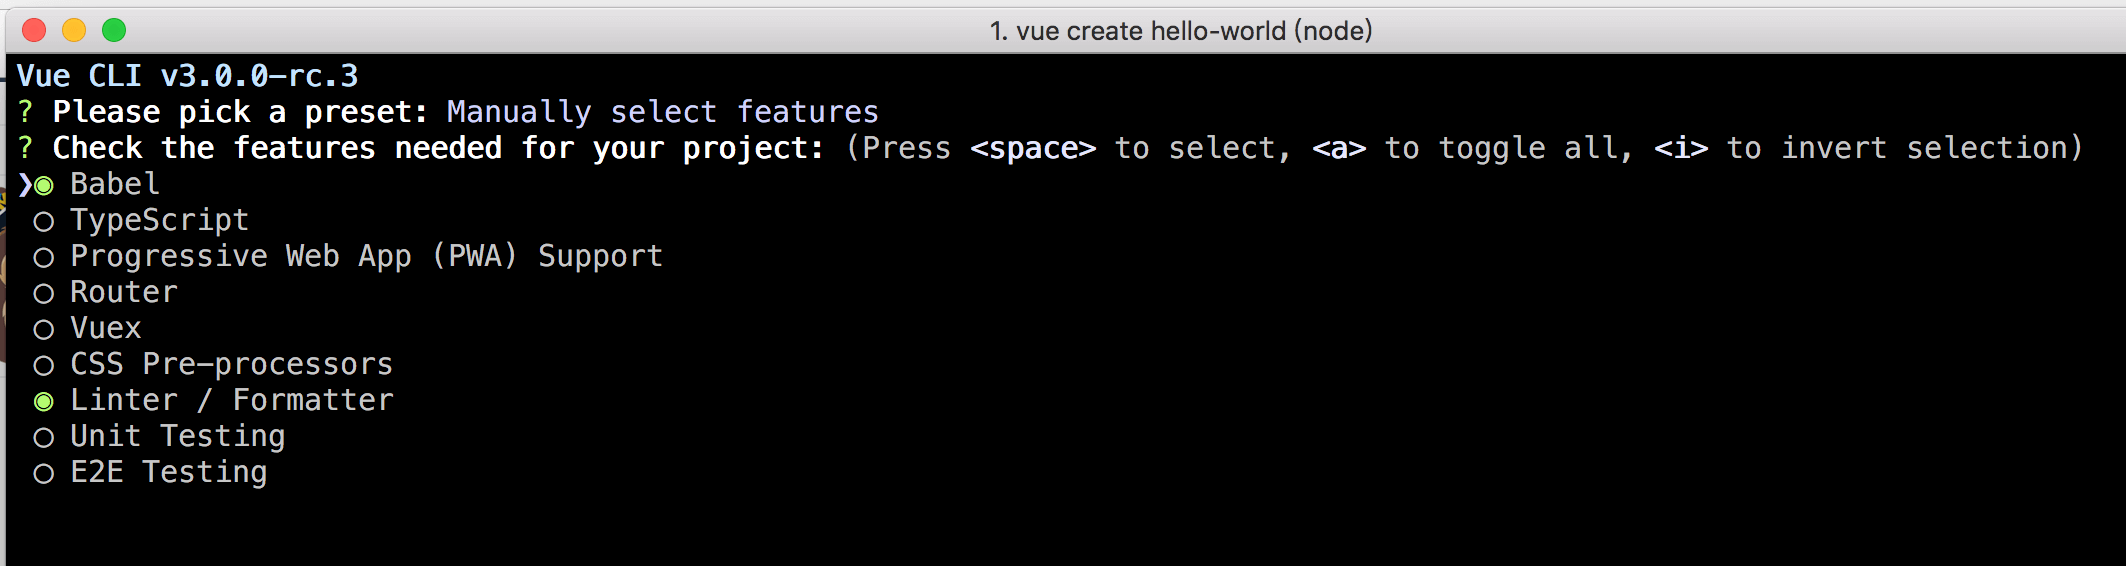 1. vue create hello-world (node)
Vue CLI v3.0.0-rc.3
? Please pick a preset: Manually select features
? Check the features needed for your project: (Press <space> to select, <a> to toggle all, <i> to invert selection)
❯◉ Babel
◯ TypeScript
◯ Progressive Web App (PWA) Support
◯ Router
◯ Vuex
◯ CSS Pre-processors
◉ Linter / Formatter
◯ Unit Testing
◯ E2E Testing